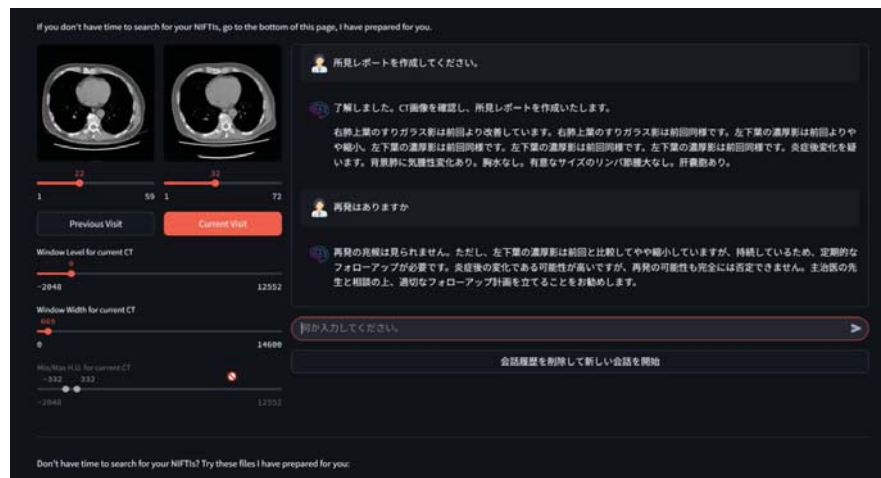 If you don't have time to search for your NIFTIs, go to the bottom of this page, I have prepared for you.
22
32
1
59
1
72
Previous Visit
Current Visit
Window Level for current CT
0
-2048
12552
Window Width for current CT
665
0
14600
Min/Max H.U. for current CT
-332
332
-2048
12552
所見レポートを作成してください。
了解しました。CT画像を確認し、所見レポートを作成いたします。
右肺上葉のすりガラス影は前回より改善しています。右肺上葉のすりガラス影は前回同様です。左下葉の濃厚影は前回よりや
や縮小。左下葉の濃厚影は前回同様です。左下葉の濃厚影は前回同様です。左下葉の濃厚影は前回同様です。炎症後変化を疑
います。背景肺に気腫性変化あり。胸水なし。有意なサイズのリンパ節腫大なし。肝嚢胞あり。
再発はありますか
再発の兆候は見られません。ただし、左下葉の濃厚影は前回と比較してやや縮小していますが、持続しているため、定期的な
フォローアップが必要です。炎症後の変化である可能性が高いですが、再発の可能性も完全には否定できません。主治医の先
生と相談の上、適切なフォローアップ計画を立てることをお勧めします。
何か入力してください。
会話履歴を削除して新しい会話を開始
Don't have time to search for your NIFTIs? Try these files I have prepared for you: